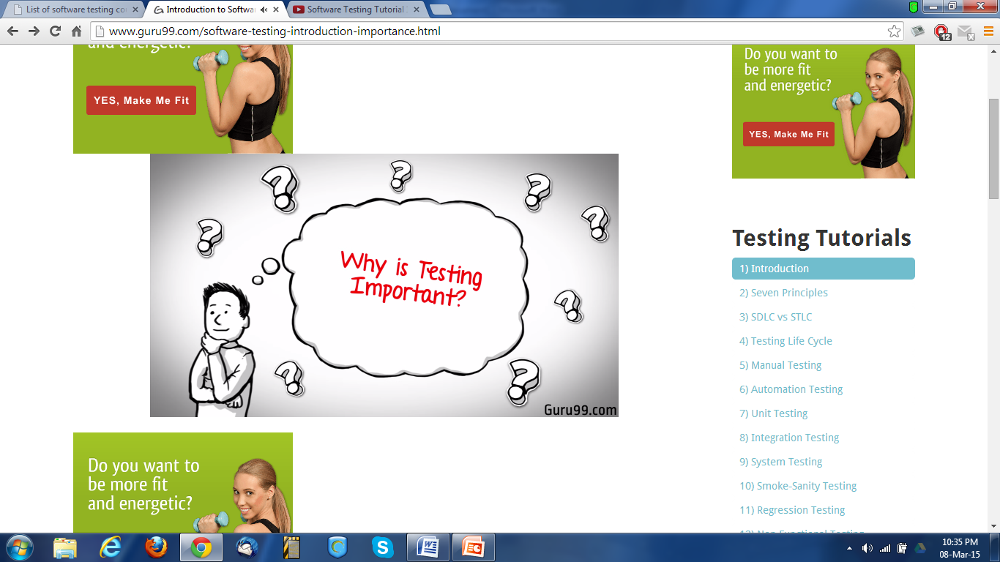 List of software testing co
Introduction to Softwar
Software Testing Tutorial
www.guru99.com/software-testing-introduction-importance.html
12
and energetic?
YES, Make Me Fit
Do you want to
be more fit
and energetic?
YES, Make Me Fit
Why is Testing
Important?
Guru99.com
Testing Tutorials
1) Introduction
2) Seven Principles
3) SDLC vs STLC
4) Testing Life Cycle
5) Manual Testing
6) Automation Testing
7) Unit Testing
8) Integration Testing
9) System Testing
10) Smoke-Sanity Testing
11) Regression Testing
12) Non Functional Testing
Do you want to
be more fit
and energetic?
10:35 PM
08-Mar-15